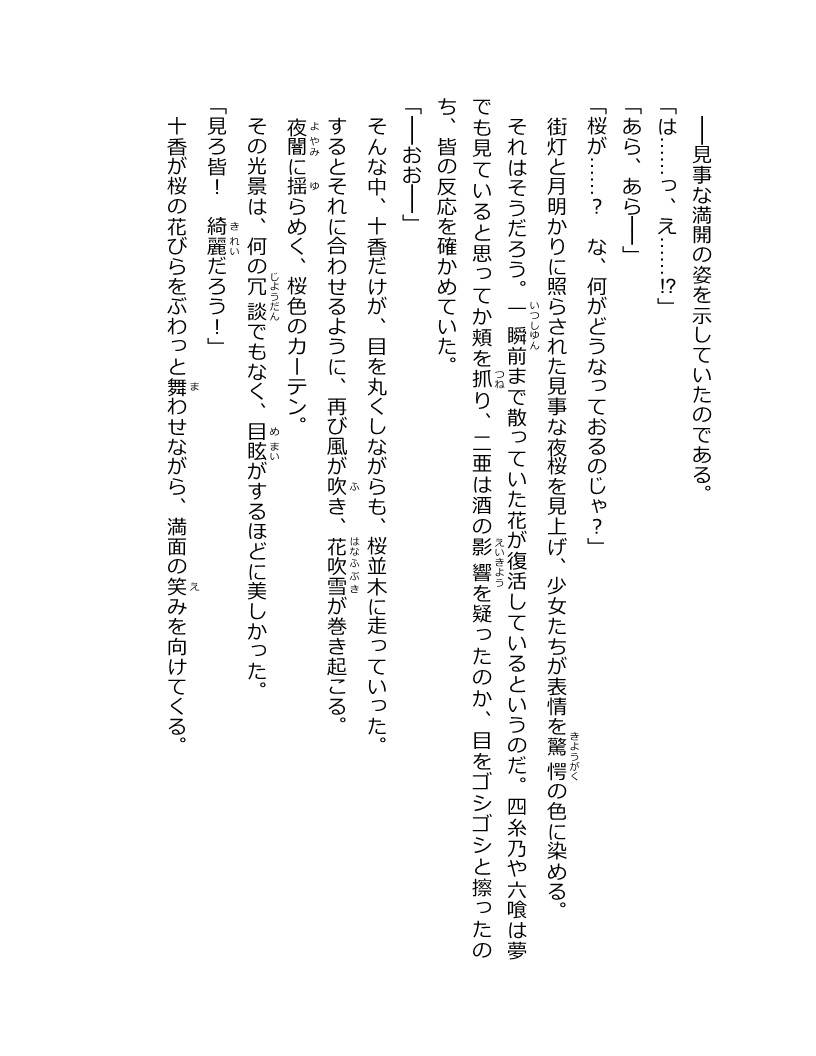 ――見事な満開の姿を示していたのである。
「は……っ、え……!?」
「あら、あら――」
「桜が……？　な、何がどうなっておるのじゃ？」
街灯と月明かりに照らされた見事な夜桜を見上げ、少女たちが表情を驚愕の色に染める。
それはそうだろう。一瞬前まで散っていた花が復活しているというのだ。四糸乃や六喰は夢
でも見ていると思ってか頬を抓り、二亜は酒の影響を疑ったのか、目をゴシゴシと擦ったの
ち、皆の反応を確かめていた。
「――おお――」
そんな中、十香だけが、目を丸くしながらも、桜並木に走っていった。
するとそれに合わせるように、再び風が吹き、花吹雪が巻き起こる。
夜闇に揺らめく、桜色のカーテン。
その光景は、何の冗談でもなく、目眩がするほどに美しかった。
「見ろ皆！　綺麗だろう！」
十香が桜の花びらをぶわっと舞わせながら、満面の笑みを向けてくる。